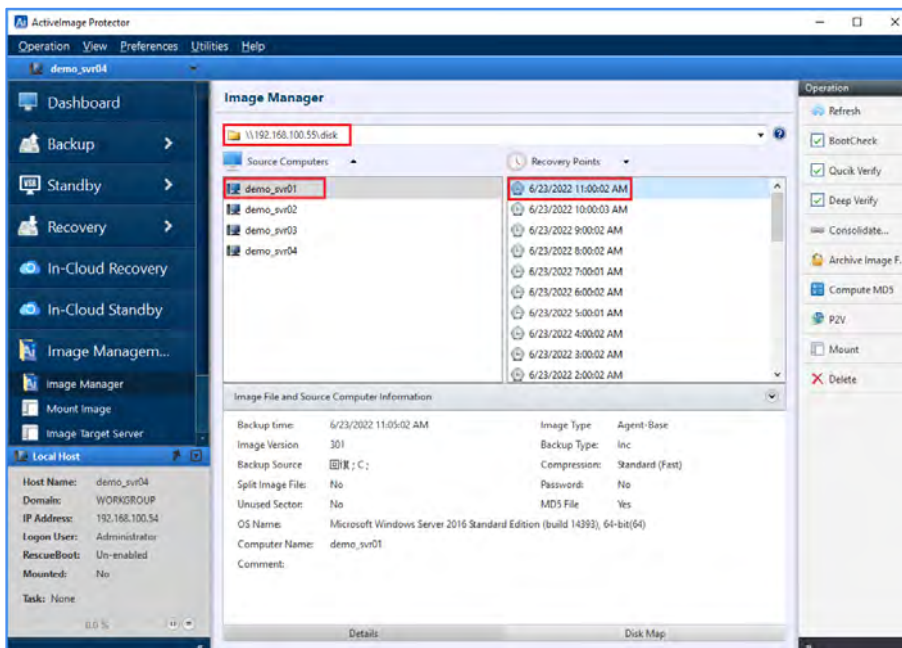 ActiveImage Protector
Operation View Preferences Utilities Help
demo_svr04
Dashboard
Backup
Standby
Recovery
In-Cloud Recovery
In-Cloud Standby
Image Managem...
Image Manager
Mount Image
Image Target Server
Local Host
Host Name: demo_svr04
Domain: WORKGROUP
IP Address: 192.168.100.54
Logon User: Administrator
RescueBoot: Un-enabled
Mounted: No
Task: None
0.0 %
Image Manager
\\192.168.100.55\disk
Source Computers
demo_svr01
demo_svr02
demo_svr03
demo_svr04
Recovery Points
6/23/2022 11:00:02 AM
6/23/2022 10:00:03 AM
6/23/2022 9:00:02 AM
6/23/2022 8:00:02 AM
6/23/2022 7:00:01 AM
6/23/2022 6:00:02 AM
6/23/2022 5:00:01 AM
6/23/2022 4:00:02 AM
6/23/2022 3:00:02 AM
6/23/2022 2:00:02 AM
Image File and Source Computer Information
Backup time: 6/23/2022 11:05:02 AM
Image Type Agent-Base
Image Version 301
Backup Type: Inc
Backup Source ; C ;
Compression: Standard (Fast)
Split Image File: No
Password: No
Unused Sector: No
MD5 File Yes
OS Name: Microsoft Windows Server 2016 Standard Edition (build 14393), 64-bit(64)
Computer Name: demo_svr01
Comment:
Details
Disk Map
Operation
Refresh
BootCheck
Qucik Verify
Deep Verify
Consolidate...
Archive Image F..
Compute MD5
P2V
Mount
Delete